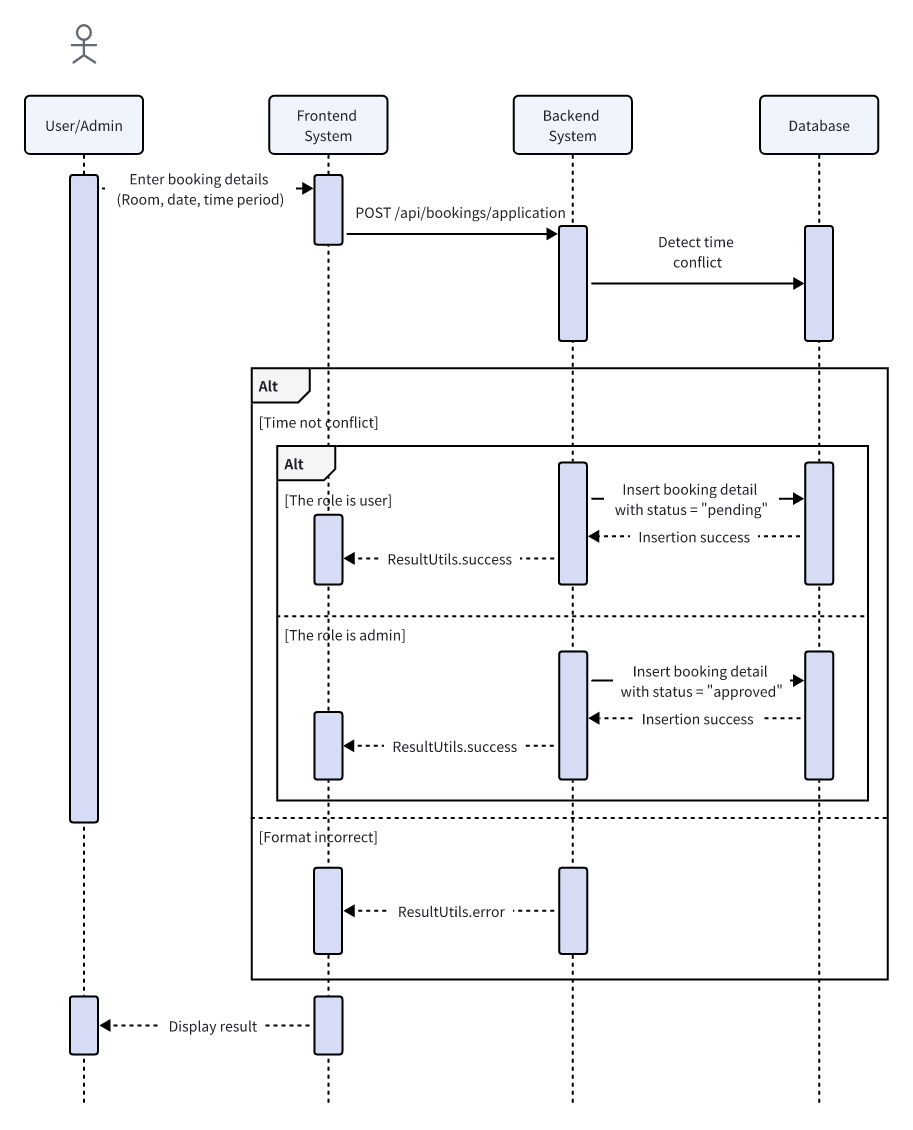 User/Admin
Frontend
System
Backend
System
Database
Enter booking details
(Room, date, time period)
POST /api/bookings/application
Detect time
conflict
Alt
[Time not conflict]
Alt
[The role is user]
Insert booking detail
with status = "pending"
Insertion success
ResultUtils.success
[The role is admin]
Insert booking detail
with status = "approved"
Insertion success
ResultUtils.success
[Format incorrect]
ResultUtils.error
Display result